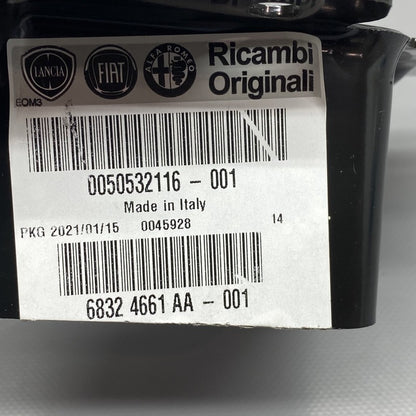 LANCIA FIAT ALFA ROMEO Ricambi
Originali
EOM3
0050532116 - 001
Made in Italy
PKG 2021/01/15 0045928 14
6832 4661 AA - 001